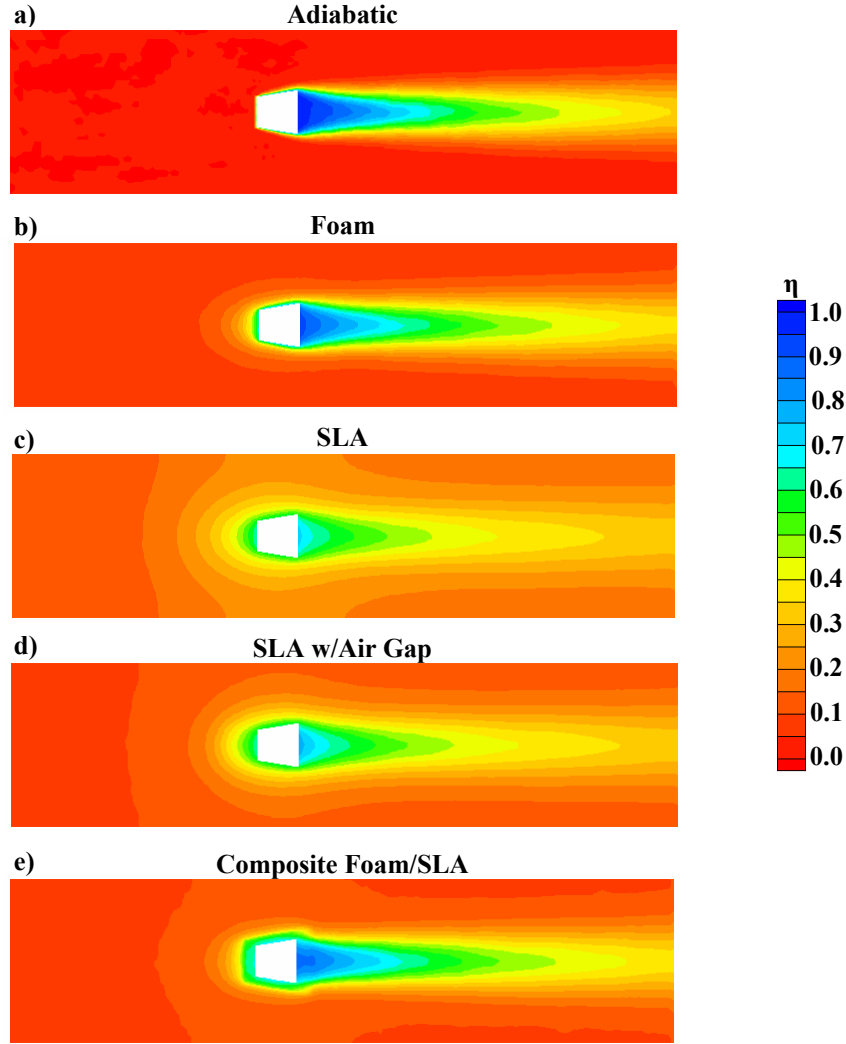 a)
Adiabatic
b)
Foam
c)
SLA
d)
SLA w/Air Gap
e)
Composite Foam/SLA
η
1.0
0.9
0.8
0.7
0.6
0.5
0.4
0.3
0.2
0.1
0.0